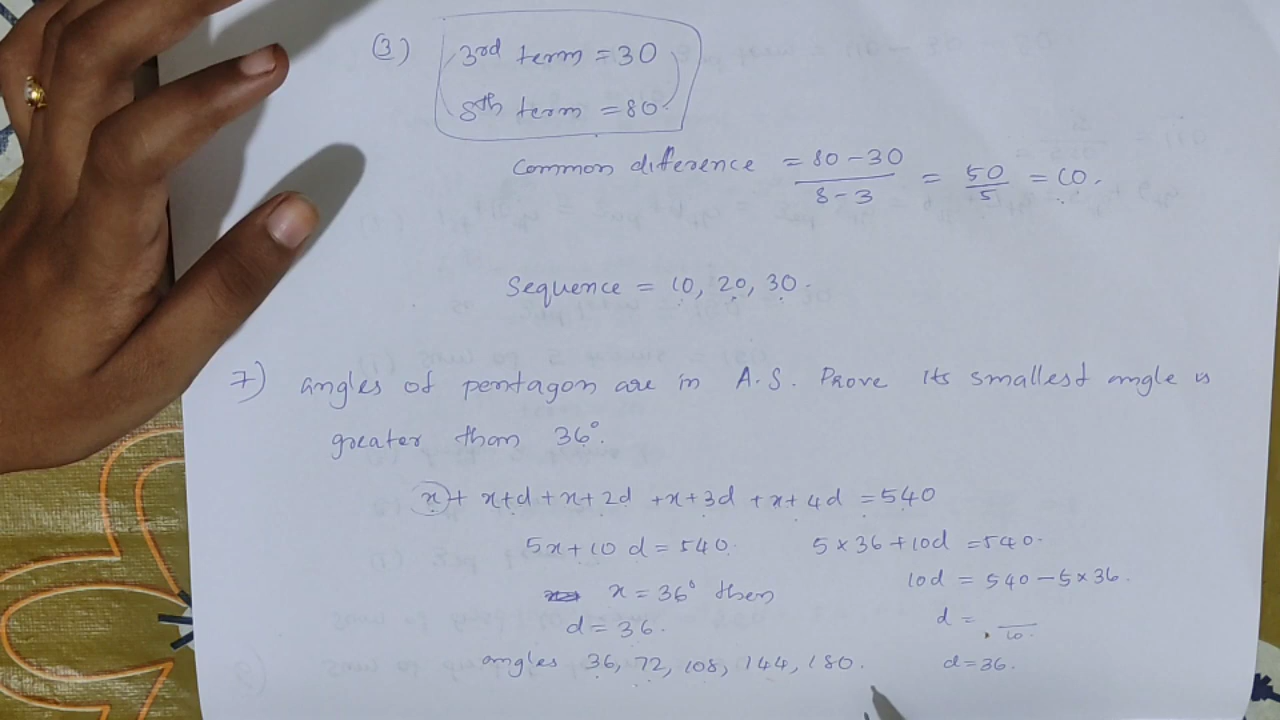 (3) 3rd term = 30
8th term = 80
Common difference = 80 - 30 / 8 - 3 = 50 / 5 = 10.
Sequence = 10, 20, 30.
7) angles of pentagon are in A.S. Prove its smallest angle is
greater than 36°.
x + x+d + x+2d + x+3d + x+4d = 540
5x+10d = 540. 5×36+10d = 540.
x = 36° then 10d = 540 - 5×36.
d = 36. d = / 10.
angles 36, 72, 108, 144, 180. d=36.